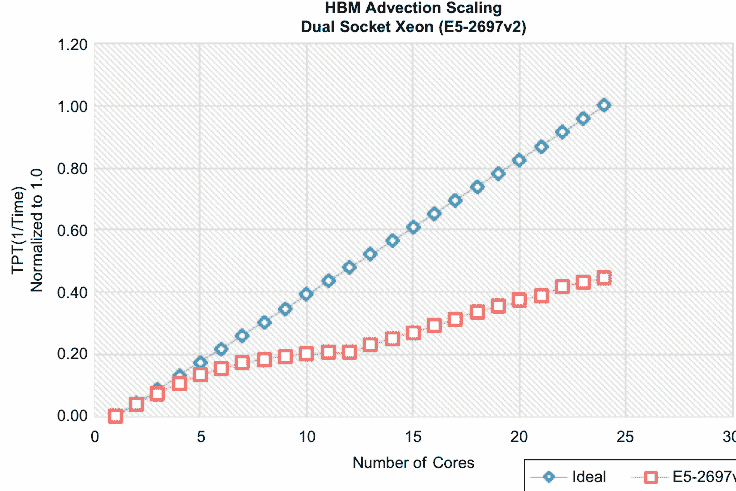 HBM Advection Scaling
Dual Socket Xeon (E5-2697v2)
1.20
1.00
0.80
0.60
0.40
0.20
0.00
TPT(1/Time)
Normalized to 1.0
0 5 10 15 20 25 30
Number of Cores
Ideal E5-2697v